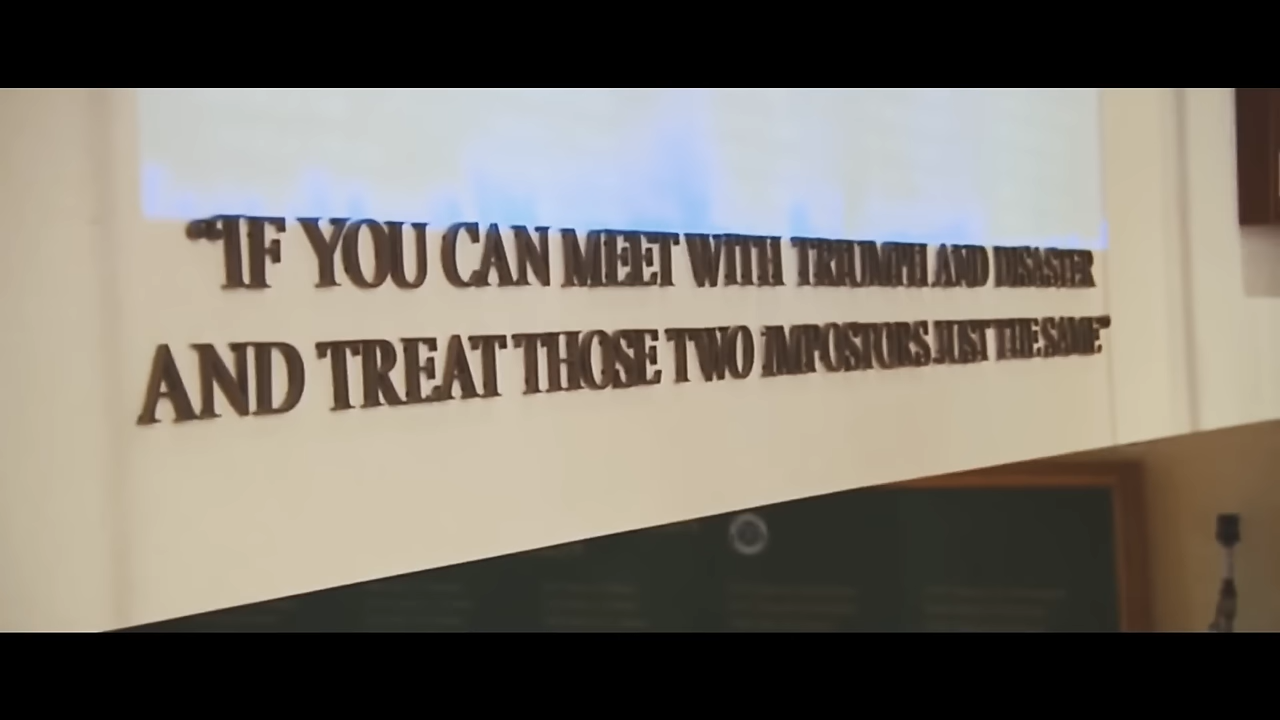 “IF YOU CAN MEET WITH TRIUMPH AND DISASTER
AND TREAT THOSE TWO IMPOSTORS JUST THE SAME”